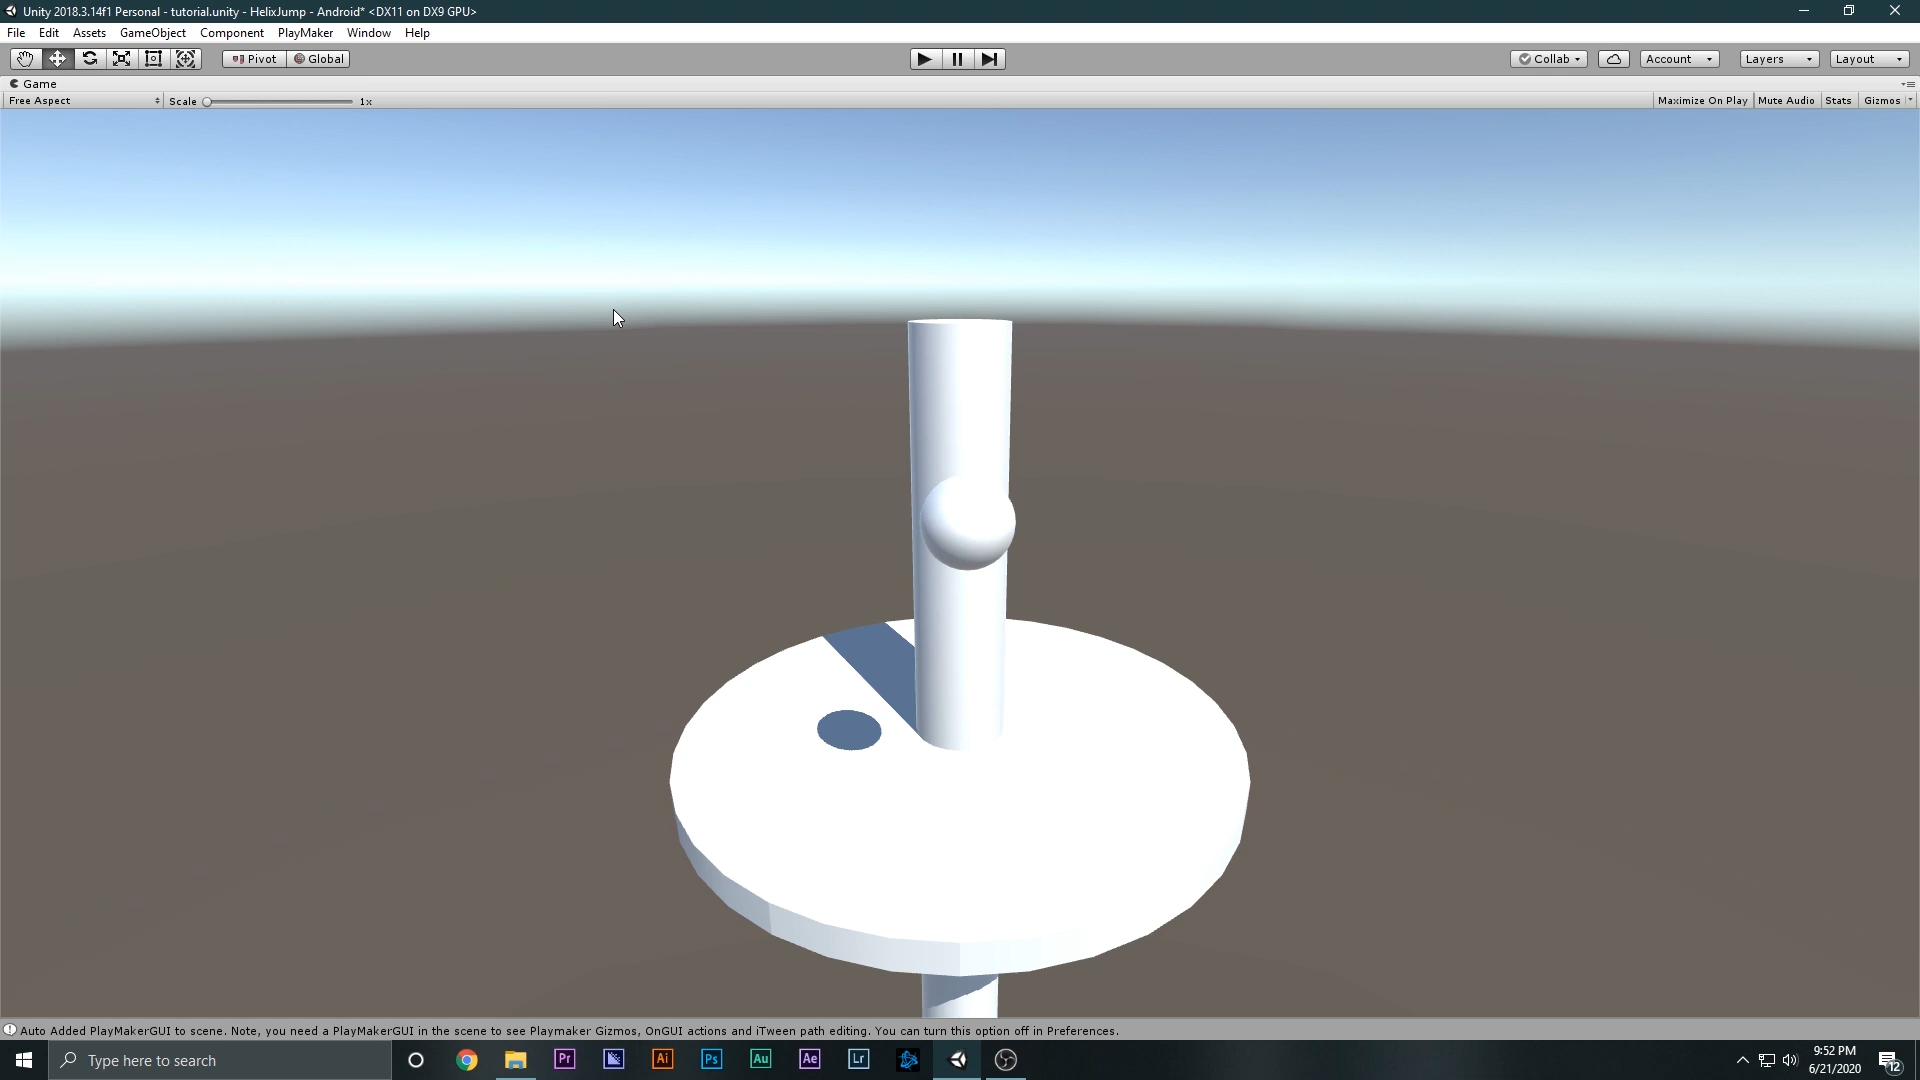 Unity 2018.3.14f1 Personal - tutorial.unity - HelixJump - Android* <DX11 on DX9 GPU>
File Edit Assets GameObject Component PlayMaker Window Help
Pivot Global Collab Account Layers Layout
Game
Free Aspect Scale 1x Maximize On Play Mute Audio Stats Gizmos
Auto Added PlayMakerGUI to scene. Note, you need a PlayMakerGUI in the scene to see Playmaker Gizmos, OnGUI actions and iTween path editing. You can turn this option off in Preferences.
Type here to search Pr Ai Ps Au Ae Lr
9:52 PM
6/21/2020
12